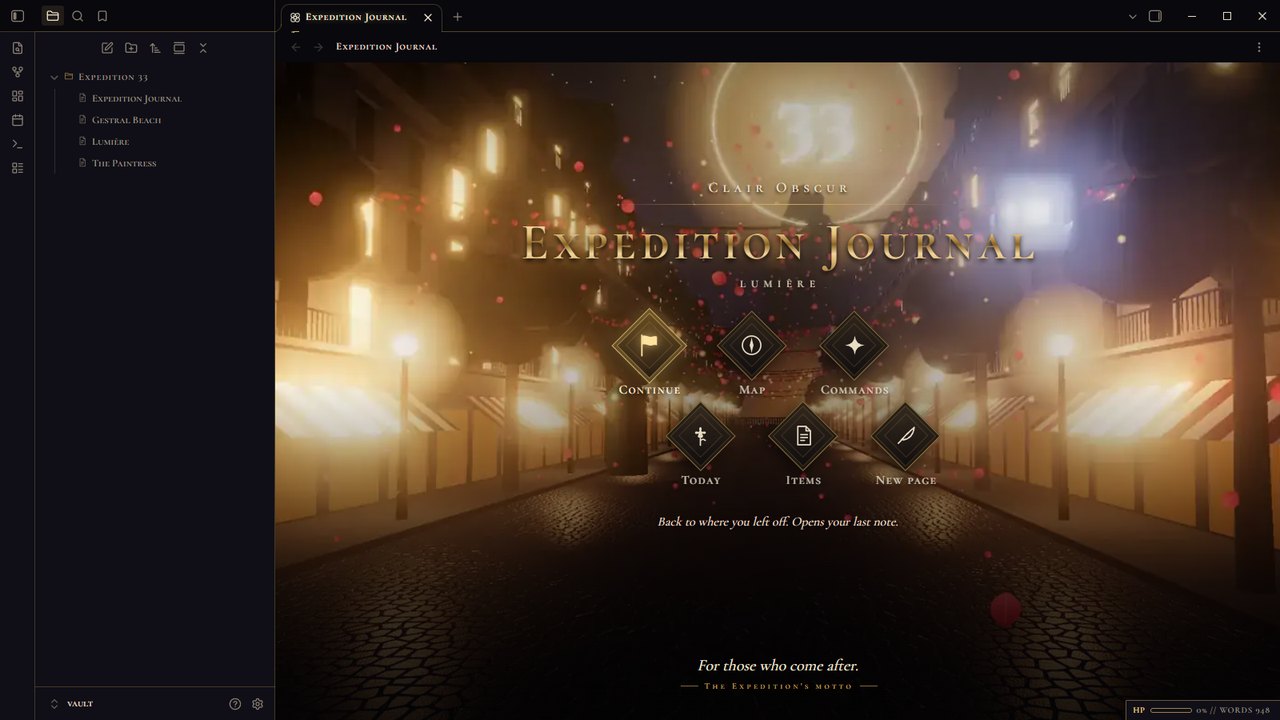 Expedition Journal
Expedition Journal
Expedition 33
Expedition Journal
Gestral Beach
Lumière
The Paintress
33
Clair Obscur
Expedition Journal
LUMIÈRE
Continue
Map
Commands
Today
Items
New page
Back to where you left off. Opens your last note.
For those who come after.
The Expedition's motto
VAULT
HP 0% // WORDS 948